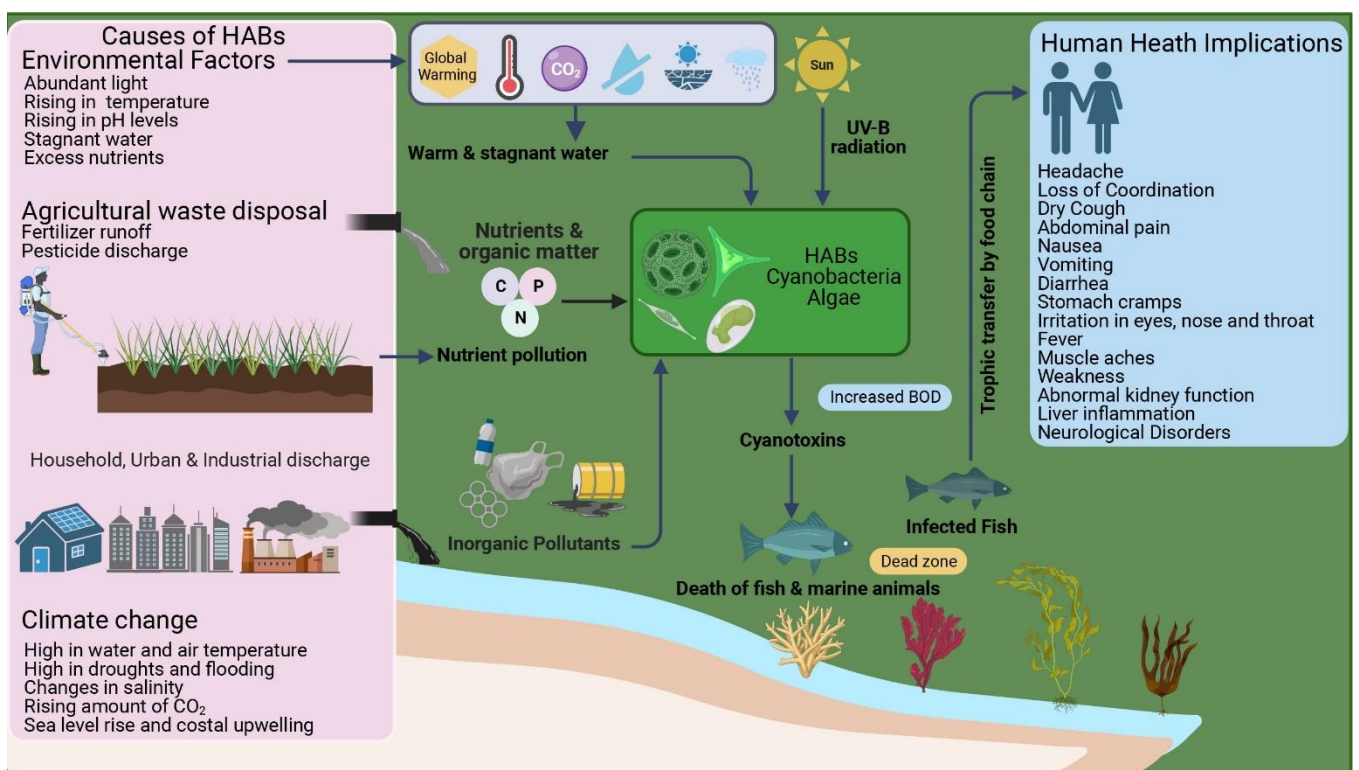 Causes of HABs
Environmental Factors
Abundant light
Rising in temperature
Rising in pH levels
Stagnant water
Excess nutrients
Agricultural waste disposal
Fertilizer runoff
Pesticide discharge
Household, Urban & Industrial discharge
Climate change
High in water and air temperature
High in droughts and flooding
Changes in salinity
Rising amount of CO₂
Sea level rise and costal upwelling
Global
Warming
CO₂
Sun
Warm & stagnant water
UV-B
radiation
Nutrients &
organic matter
C
P
N
Nutrient pollution
HABs
Cyanobacteria
Algae
Inorganic Pollutants
Increased BOD
Cyanotoxins
Dead zone
Death of fish & marine animals
Infected Fish
Trophic transfer by food chain
Human Heath Implications
Headache
Loss of Coordination
Dry Cough
Abdominal pain
Nausea
Vomiting
Diarrhea
Stomach cramps
Irritation in eyes, nose and throat
Fever
Muscle aches
Weakness
Abnormal kidney function
Liver inflammation
Neurological Disorders